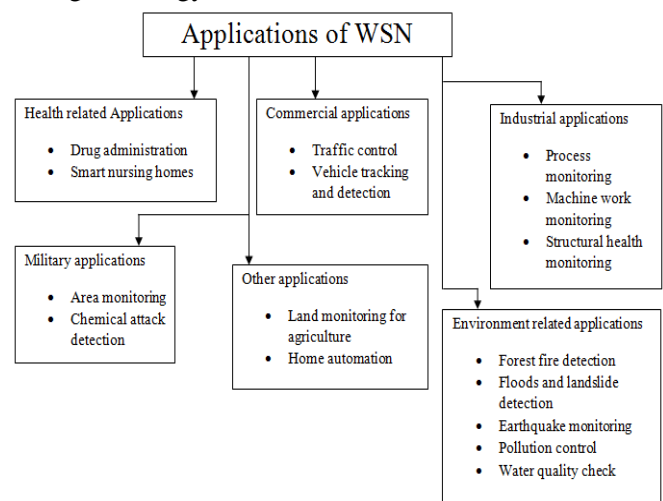 Applications of WSN
Health related Applications
• Drug administration
• Smart nursing homes
Commercial applications
• Traffic control
• Vehicle tracking
and detection
Industrial applications
• Process
monitoring
• Machine work
monitoring
• Structural health
monitoring
Military applications
• Area monitoring
• Chemical attack
detection
Other applications
• Land monitoring for
agriculture
• Home automation
Environment related applications
• Forest fire detection
• Floods and landslide
detection
• Earthquake monitoring
• Pollution control
• Water quality check